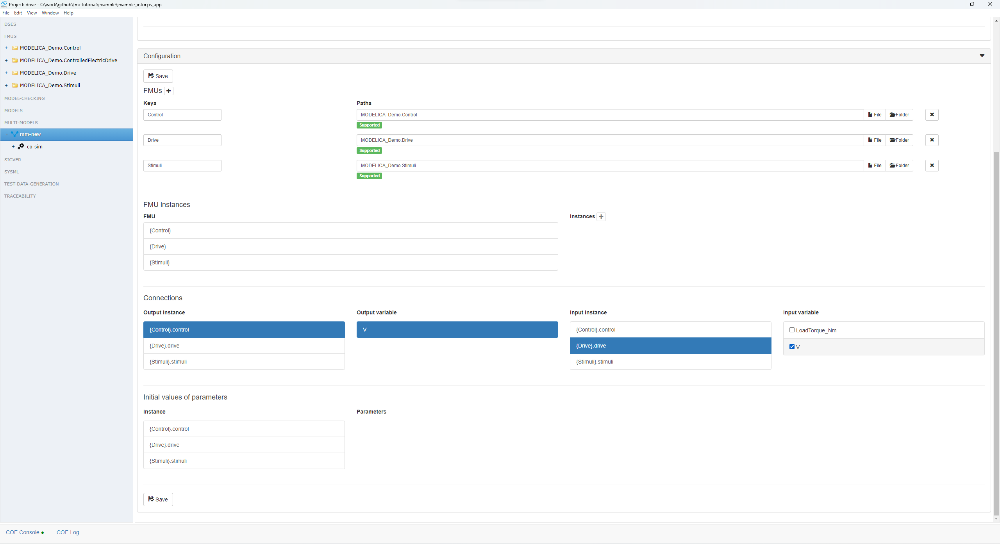 Project: drive - C:\work\github\fmi-tutorial\example\example_intocps_app
File Edit View Window Help
DSES
FMUS
+ MODELICA_Demo.Control
+ MODELICA_Demo.ControlledElectricDrive
+ MODELICA_Demo.Drive
+ MODELICA_Demo.Stimuli
MODEL-CHECKING
MODELS
MULTI-MODELS
- mm-new
+ co-sim
SIGVER
SYSML
TEST-DATA-GENERATION
TRACEABILITY
Configuration
Save
FMUs
Keys Paths
Control MODELICA_Demo.Control File Folder
Supported
Drive MODELICA_Demo.Drive File Folder
Supported
Stimuli MODELICA_Demo.Stimuli File Folder
Supported
FMU instances
FMU Instances
{Control}
{Drive}
{Stimuli}
Connections
Output instance Output variable Input instance Input variable
{Control}.control V {Control}.control LoadTorque_Nm
{Drive}.drive {Drive}.drive V
{Stimuli}.stimuli {Stimuli}.stimuli
Initial values of parameters
Instance Parameters
{Control}.control
{Drive}.drive
{Stimuli}.stimuli
Save
COE Console COE Log